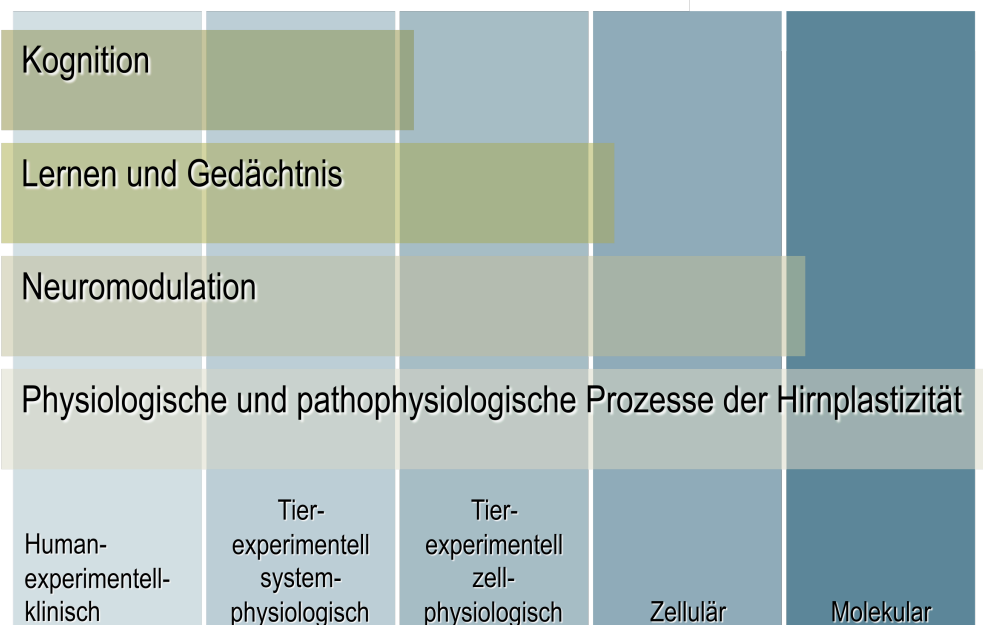 Kognition
Lernen und Gedächtnis
Neuromodulation
Physiologische und pathophysiologische Prozesse der Hirnplastizität
Human-
experimentell-
klinisch
Tier-
experimentell
system-
physiologisch
Tier-
experimentell
zell-
physiologisch
Zellulär
Molekular